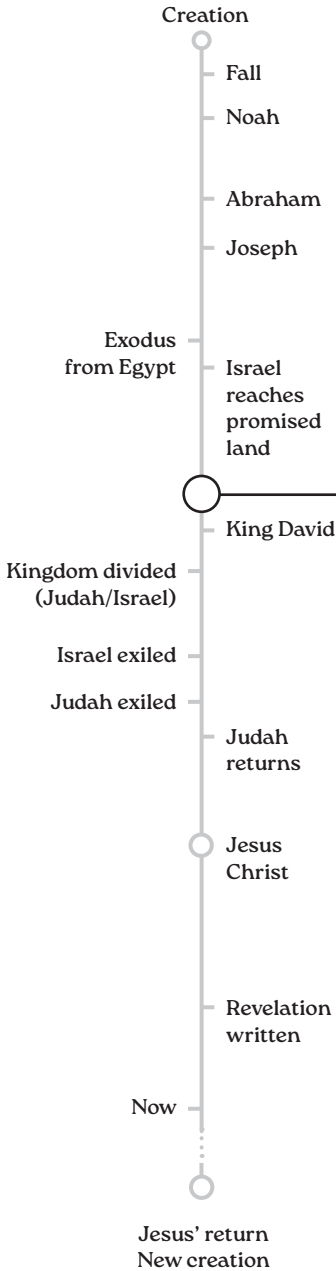 Creation
Fall
Noah
Abraham
Joseph
Exodus
from Egypt
Israel
reaches
promised
land
King David
Kingdom divided
(Judah/Israel)
Israel exiled
Judah exiled
Judah
returns
Jesus
Christ
Revelation
written
Now
Jesus’ return
New creation